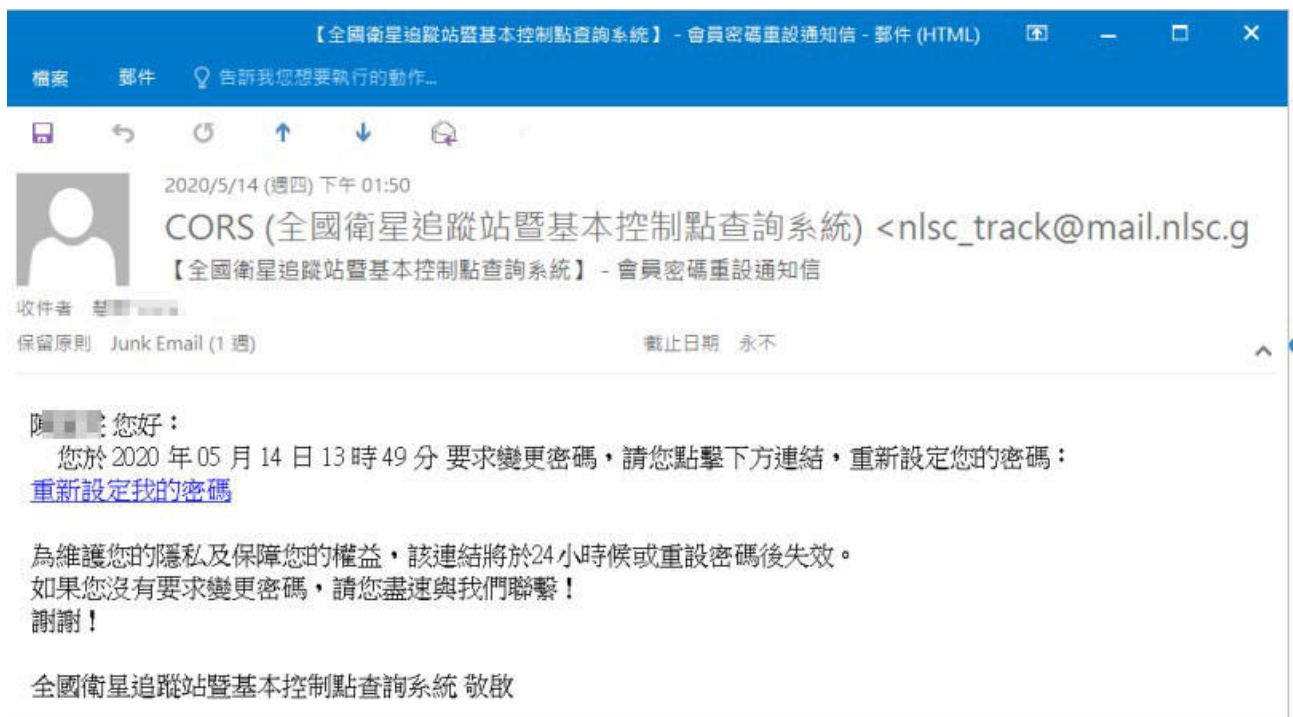 【全國衛星追蹤站暨基本控制點查詢系統】 - 會員密碼重設通知信 - 郵件 (HTML)
檔案 郵件 告訴我您想要執行的動作...
2020/5/14 (週四) 下午 01:50
CORS (全國衛星追蹤站暨基本控制點查詢系統) <nlsc_track@mail.nlsc.g
【全國衛星追蹤站暨基本控制點查詢系統】 - 會員密碼重設通知信
收件者
保留原則 Junk Email (1 週) 截止日期 永不
陳 您好：
您於 2020 年 05 月 14 日 13 時 49 分 要求變更密碼，請您點擊下方連結，重新設定您的密碼：
重新設定我的密碼
為維護您的隱私及保障您的權益，該連結將於24小時候或重設密碼後失效。
如果您沒有要求變更密碼，請您盡速與我們聯繫！
謝謝！
全國衛星追蹤站暨基本控制點查詢系統 敬啟